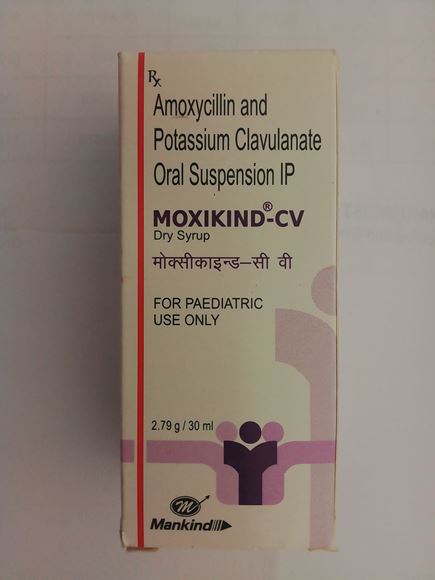 Rx
Amoxycillin and
Potassium Clavulanate
Oral Suspension IP
MOXIKIND®-CV
Dry Syrup
मोक्सीकाइन्ड–सी वी
FOR PAEDIATRIC
USE ONLY
2.79 g / 30 ml
m
Mankind